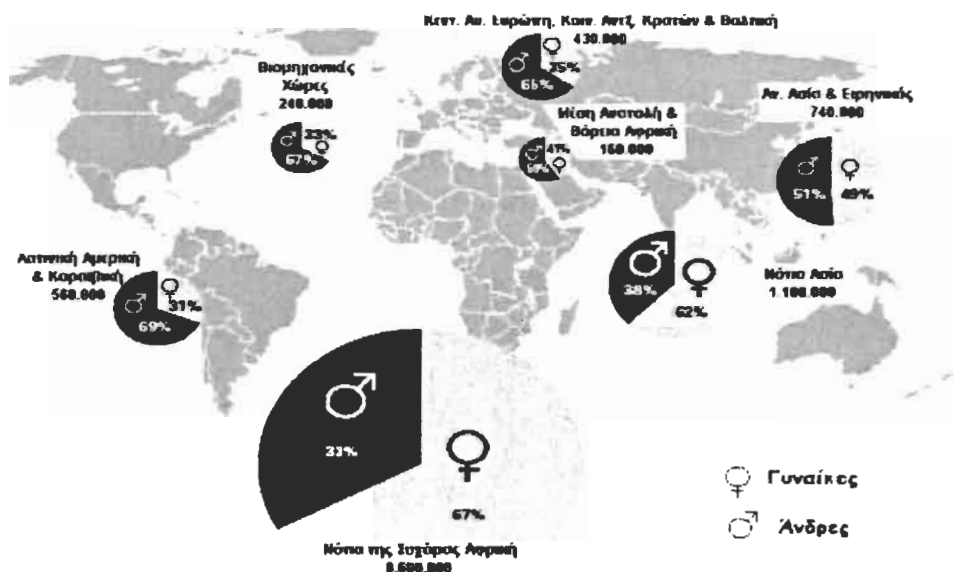 Κεντ. Αν. Ευρώπη, Κοιν. Ανεξ. Κρατών & Βαλτική
430.000
35%
65%
Βιομηχανικές
Χώρες
240.000
33%
67%
Μέση Ανατολή &
Βόρεια Αφρική
160.000
41%
Αν. Ασία & Ειρηνικός
740.000
51%
49%
Λατινική Αμερική
& Καραϊβική
560.000
31%
69%
38%
62%
Νότια Ασία
1.100.000
33%
67%
Νότια της Σαχάρας Αφρική
Γυναίκες
Άνδρες